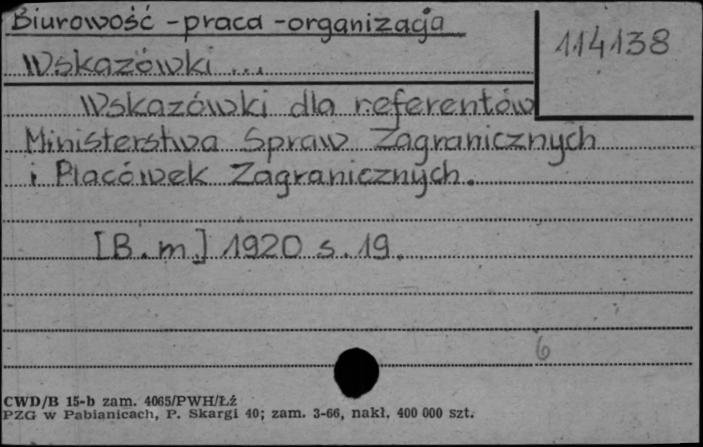 Biurowość - praca - organizacja
114138
Wskazówki ...
Wskazówki dla referentów
Ministerstwa Spraw Zagranicznych
i Placówek Zagranicznych.
[B.m.] 1920 s. 19.
6
CWD/B 15-b zam. 4065/PWH/Łź
PZG w Pabianicach, P. Skargi 40; zam. 3-66, nakł. 400 000 szt.